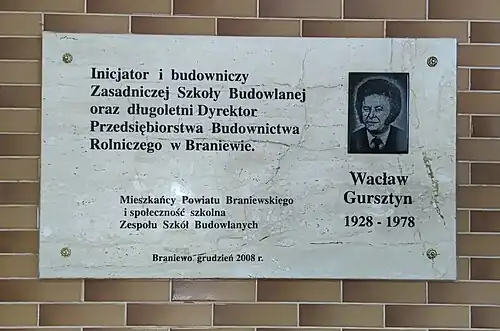 Inicjator i budowniczy
Zasadniczej Szkoły Budowlanej
oraz długoletni Dyrektor
Przedsiębiorstwa Budownictwa
Rolniczego w Braniewie.
Wacław
Gursztyn
1928 - 1978
Mieszkańcy Powiatu Braniewskiego
i społeczność szkolna
Zespołu Szkół Budowlanych
Braniewo grudzień 2008 r.